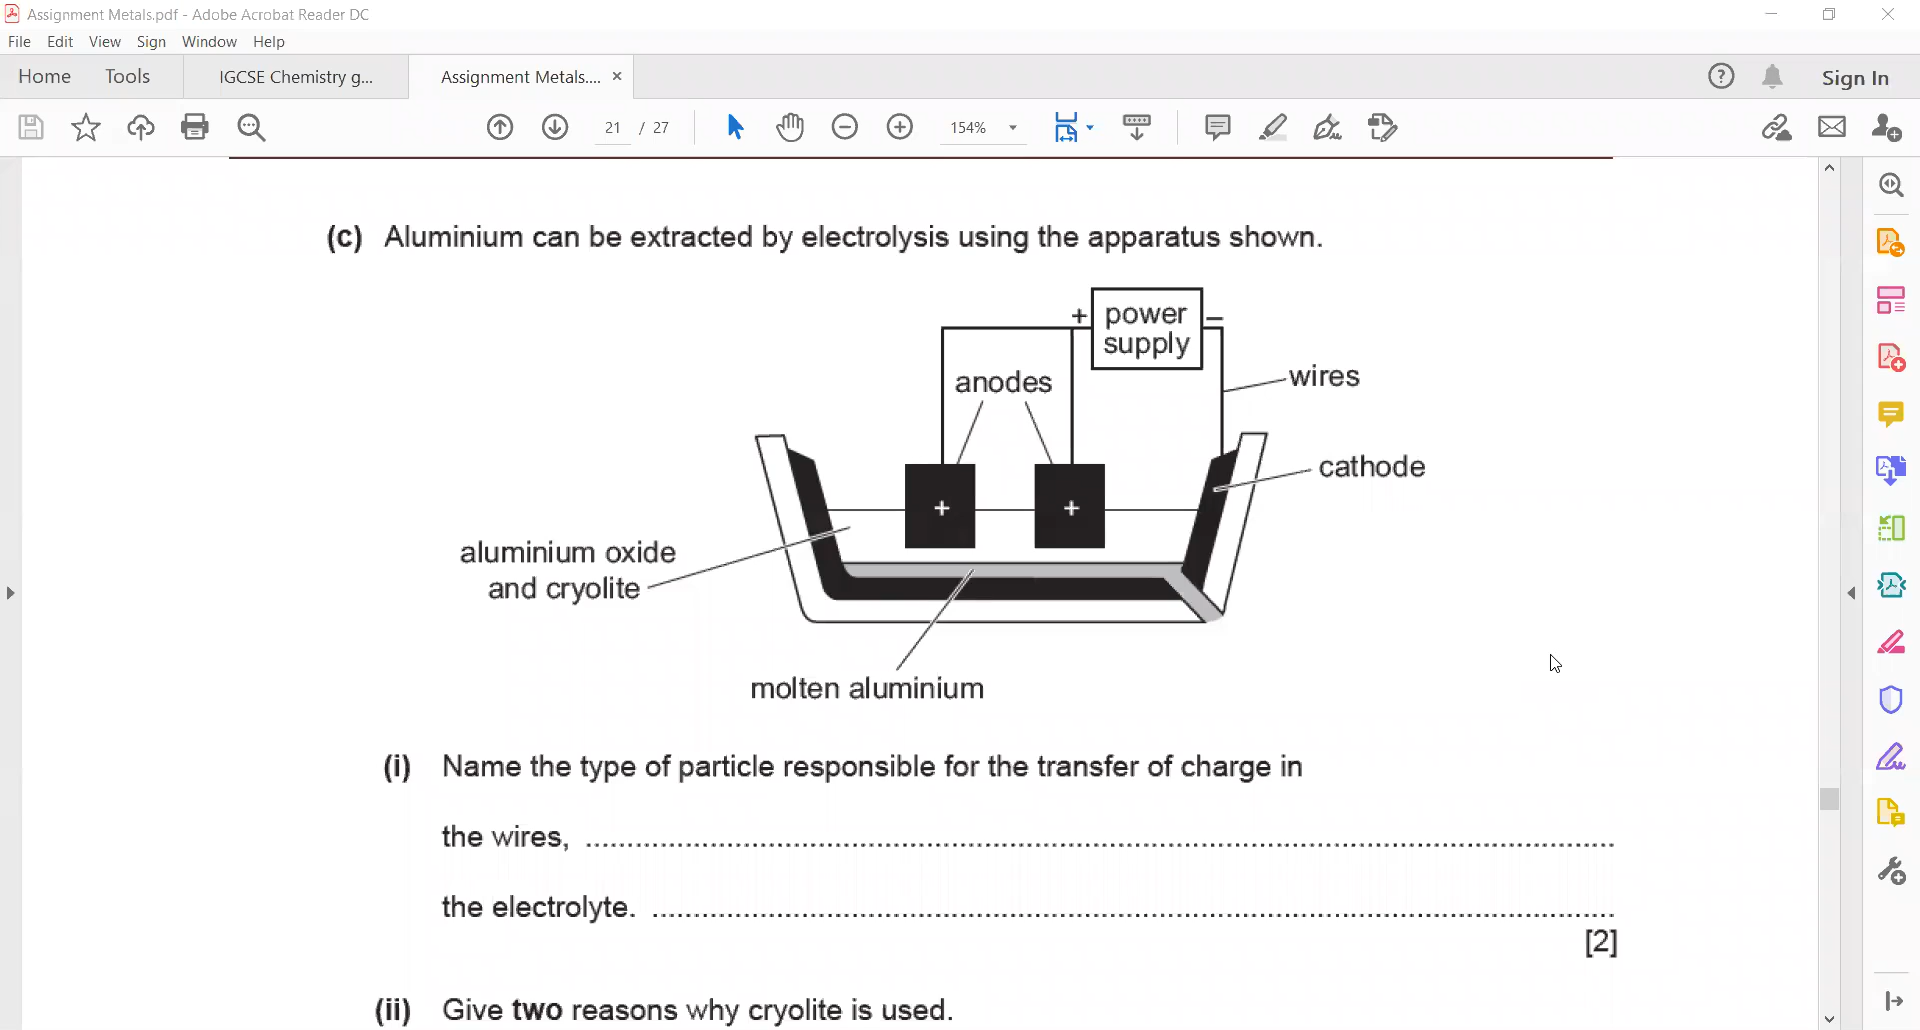 Assignment Metals.pdf - Adobe Acrobat Reader DC
File Edit View Sign Window Help
Home Tools IGCSE Chemistry g... Assignment Metals.... × Sign In
21 / 27 154%
(c) Aluminium can be extracted by electrolysis using the apparatus shown.
+ power supply –
anodes
wires
cathode
+ +
aluminium oxide
and cryolite
molten aluminium
(i) Name the type of particle responsible for the transfer of charge in
the wires, ................................................................
the electrolyte. ................................................................
[2]
(ii) Give two reasons why cryolite is used.